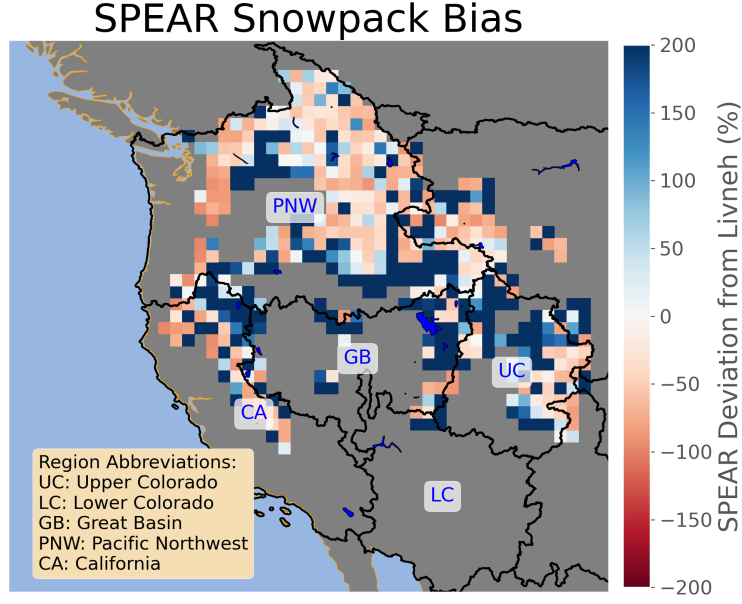 SPEAR Snowpack Bias
200
150
100
50
0
−50
−100
−150
−200
SPEAR Deviation from Livneh (%)
PNW
GB
UC
CA
LC
Region Abbreviations:
UC: Upper Colorado
LC: Lower Colorado
GB: Great Basin
PNW: Pacific Northwest
CA: California